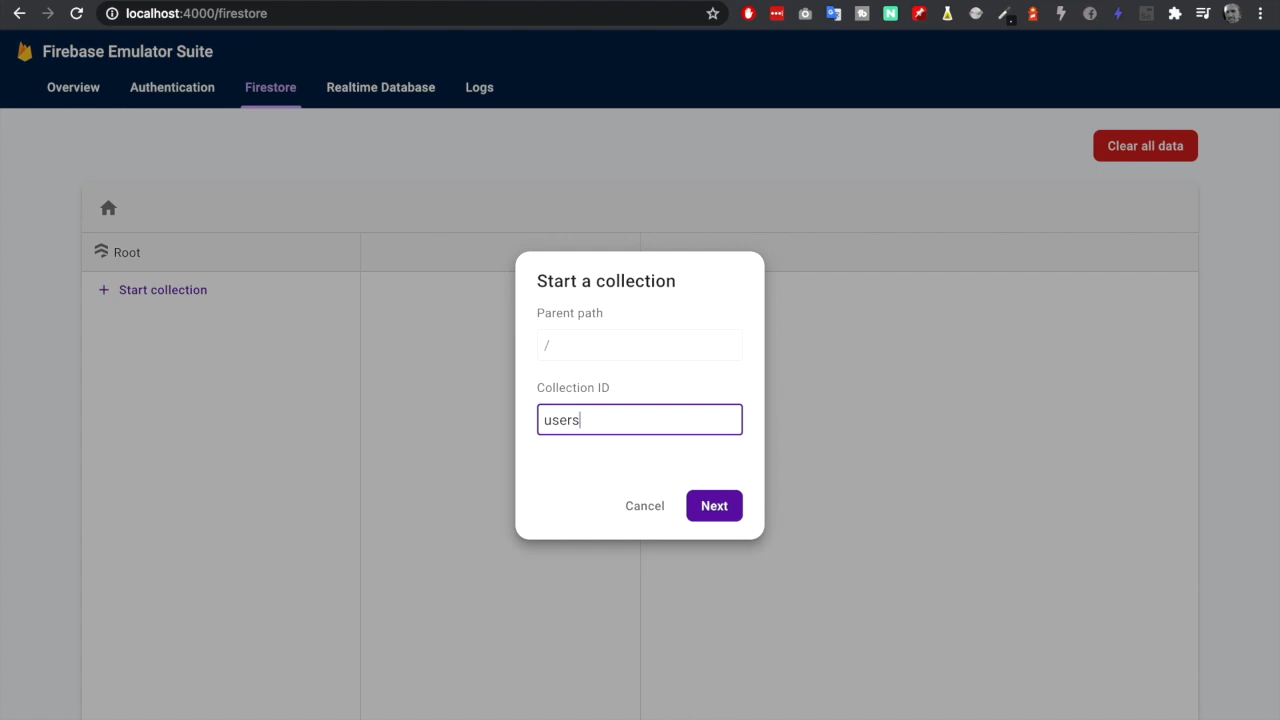 localhost:4000/firestore
Firebase Emulator Suite
Overview Authentication Firestore Realtime Database Logs
Clear all data
Root
+ Start collection
Start a collection
Parent path
/
Collection ID
users
Cancel Next